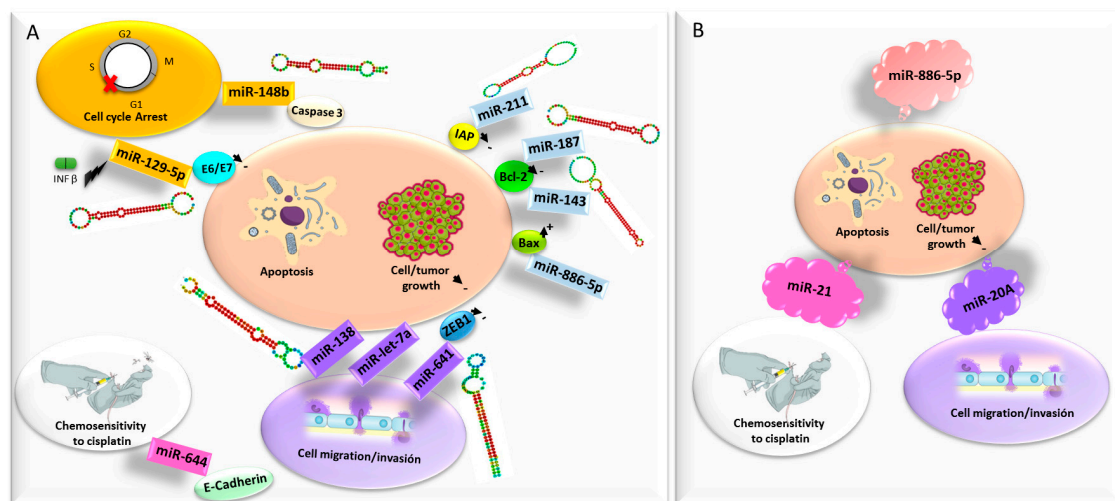 A
G2
S
M
G1
Cell cycle Arrest
miR-148b
Caspase 3
INF β
miR-129-5p
E6/E7
-
IAP
-
miR-211
miR-187
Bcl-2
-
miR-143
+
Bax
miR-886-5p
Apoptosis
Cell/tumor
growth
-
ZEB1
-
miR-138
miR-let-7a
miR-641
Cell migration/invasión
Chemosensitivity
to cisplatin
miR-644
E-Cadherin
B
miR-886-5p
Apoptosis
Cell/tumor
growth
-
miR-21
miR-20A
Chemosensitivity
to cisplatin
Cell migration/invasión